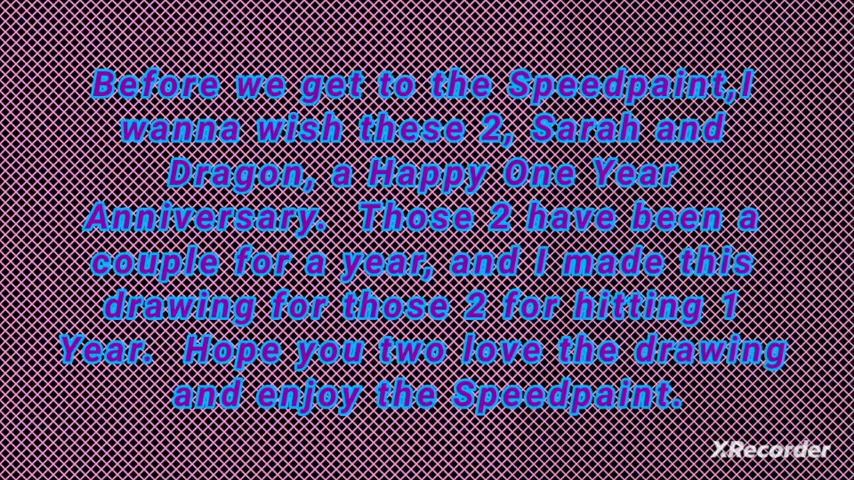 Before we get to the Speedpaint,I
wanna wish these 2, Sarah and
Dragon, a Happy One Year
Anniversary.  Those 2 have been a
couple for a year, and I made this
drawing for those 2 for hitting 1
Year.  Hope you two love the drawing
and enjoy the Speedpaint.
XRecorder